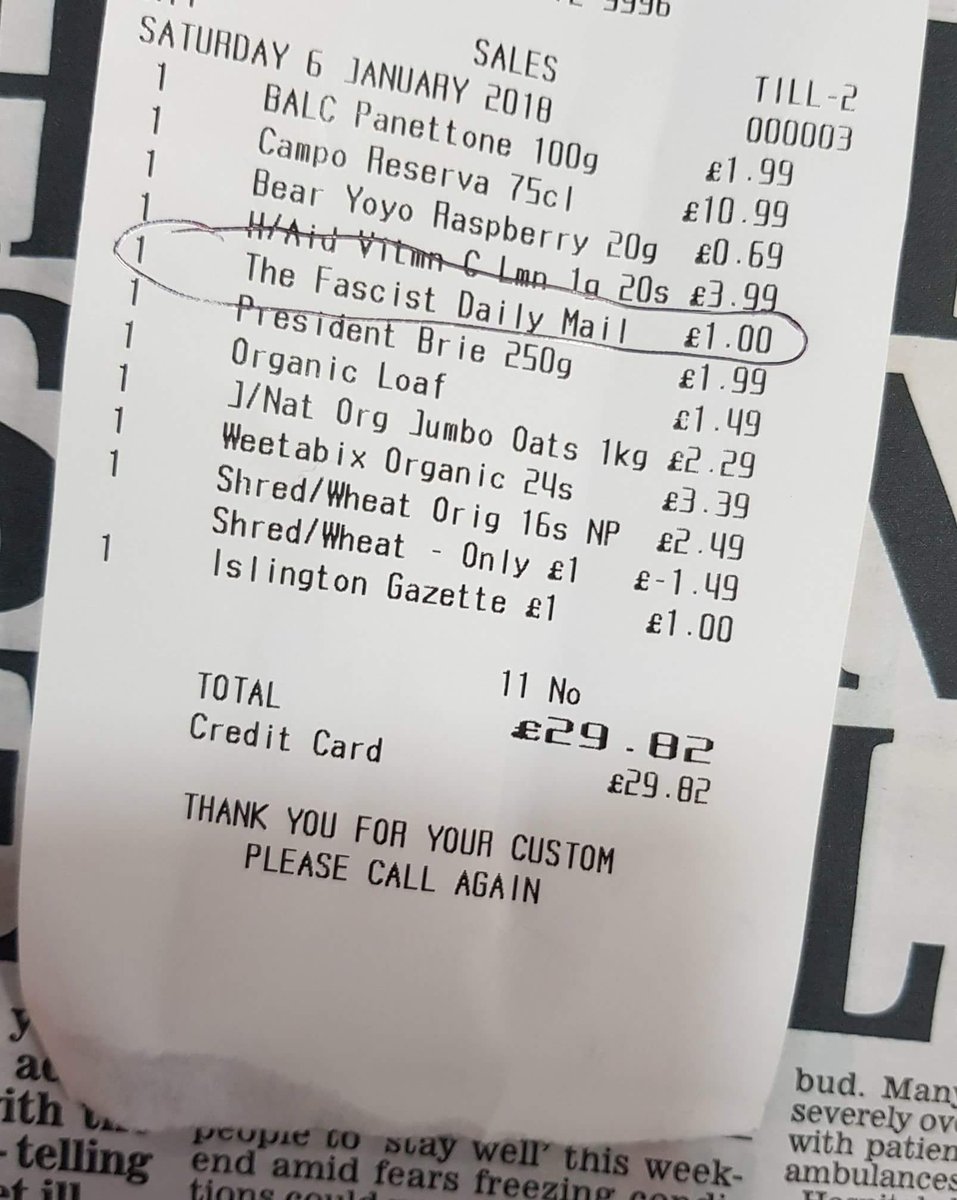 9996
SALES TILL-2
SATURDAY 6 JANUARY 2018 000003
1 BALC Panettone 100g £1.99
1 Campo Reserva 75cl £10.99
1 Bear Yoyo Raspberry 20g £0.69
1 H/Aid Vitmn C Lmn 1g 20s £3.99
1 The Fascist Daily Mail £1.00
1 President Brie 250g £1.99
1 Organic Loaf £1.49
1 J/Nat Org Jumbo Oats 1kg £2.29
1 Weetabix Organic 24s £3.39
1 Shred/Wheat Orig 16s NP £2.49
Shred/Wheat - Only £1 £-1.49
1 Islington Gazette £1 £1.00
11 No
TOTAL £29.82
Credit Card £29.82
THANK YOU FOR YOUR CUSTOM
PLEASE CALL AGAIN
with
telling
people to 'stay well' this week-
end amid fears freezing
bud. Many
severely
with
ambulances